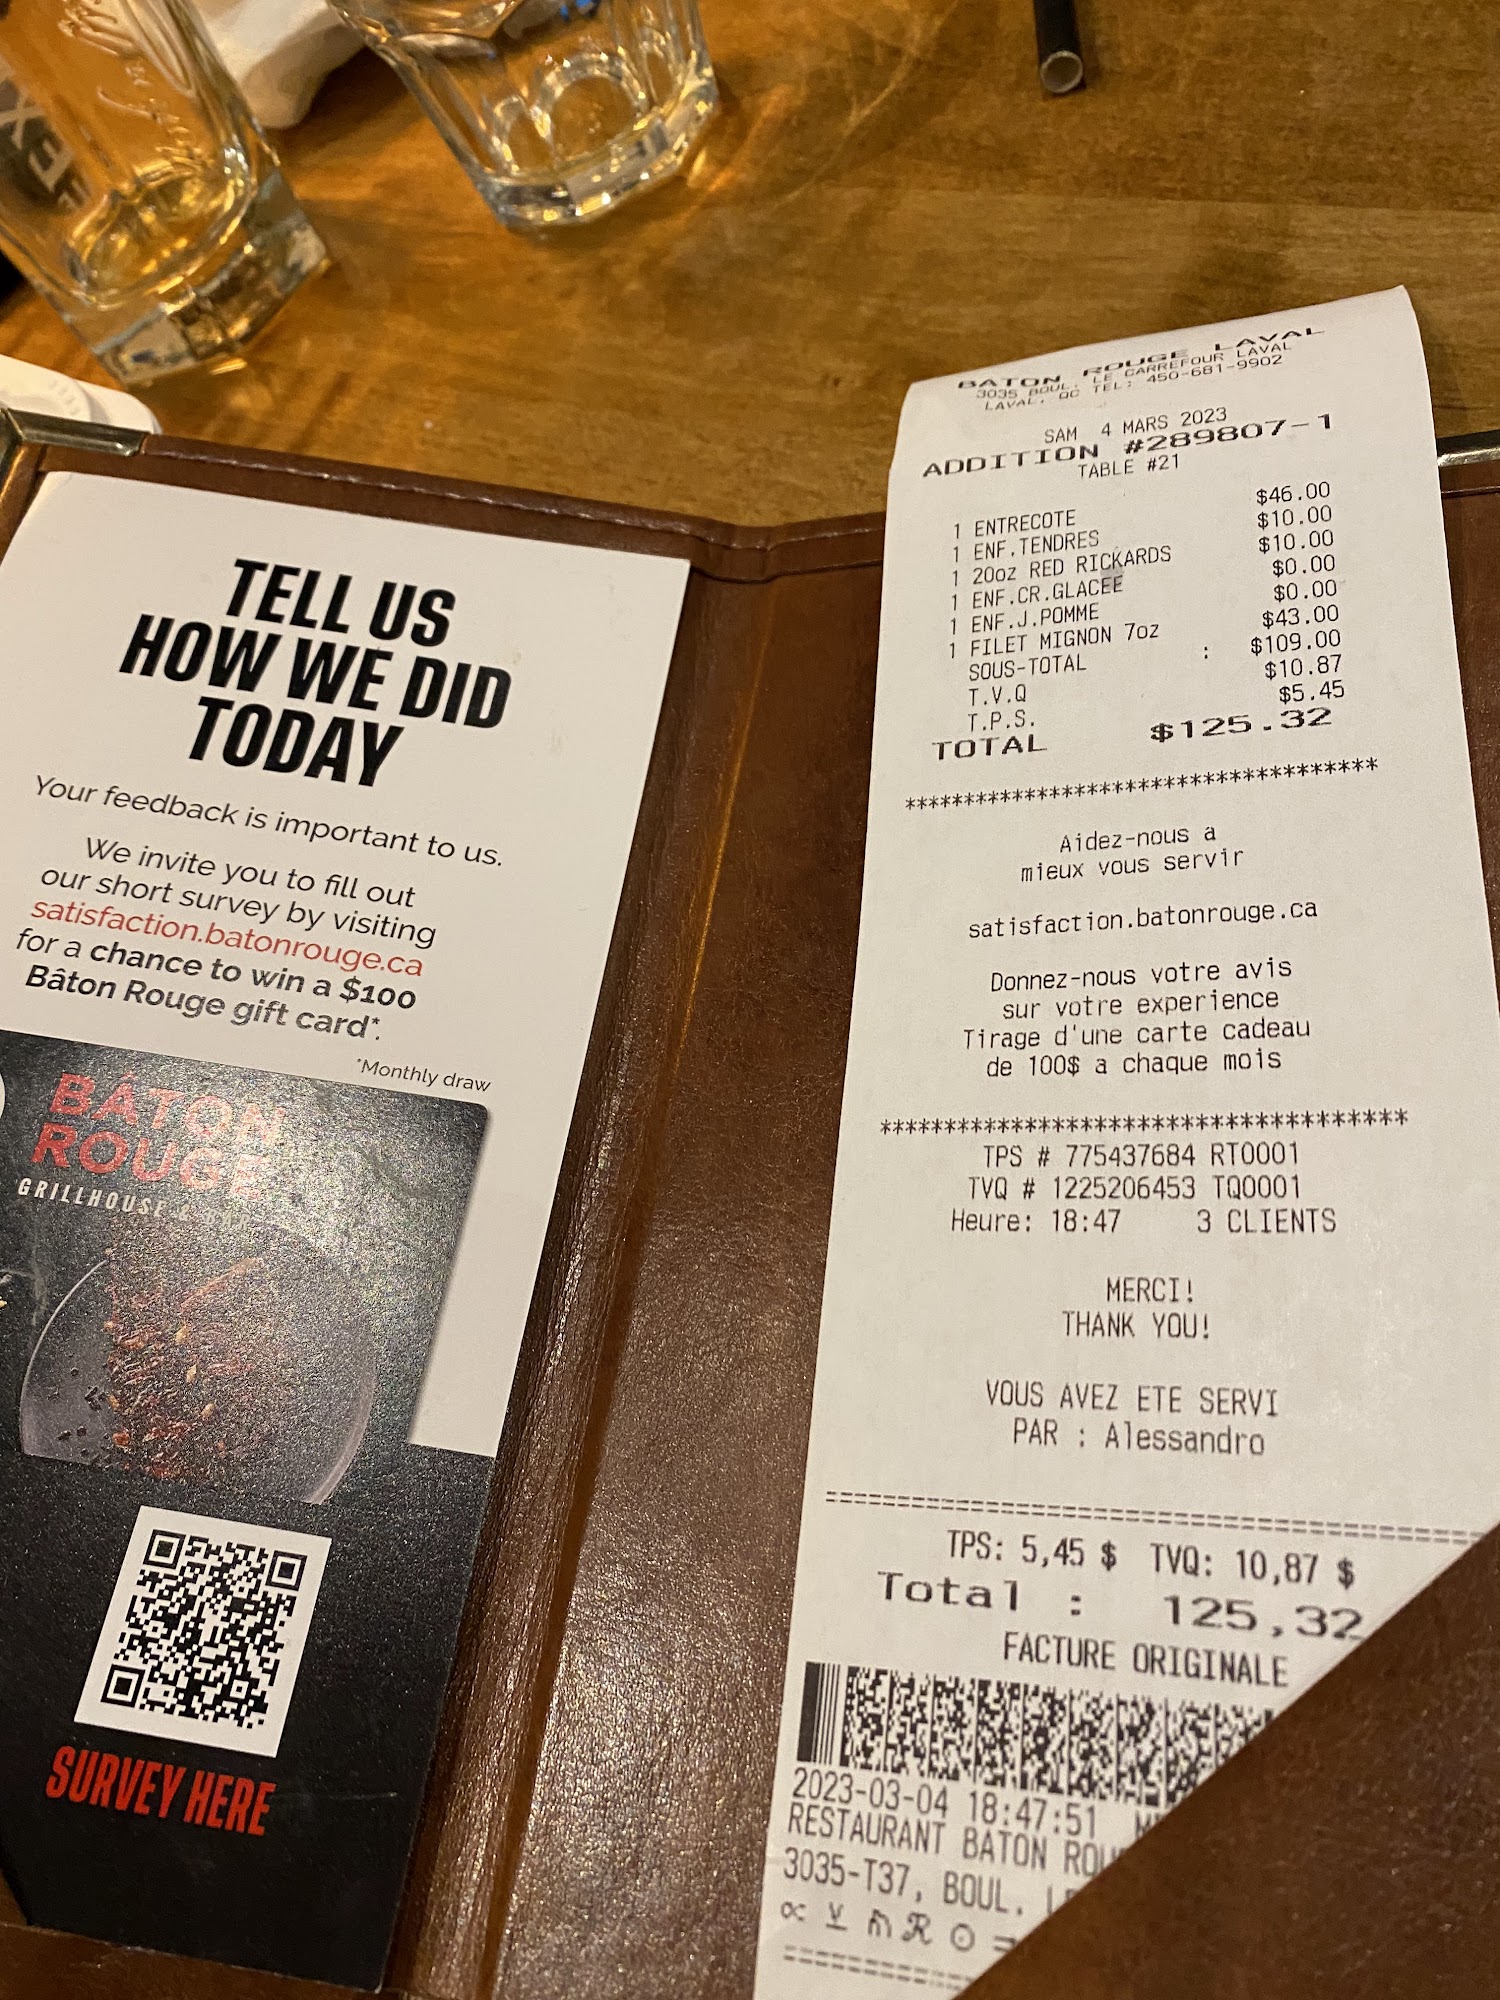 TELL US
HOW WE DID
TODAY
Your feedback is important to us.
We invite you to fill out
our short survey by visiting
satisfaction.batonrouge.ca
for a chance to win a $100
Bâton Rouge gift card*.
*Monthly draw
BÂTON
ROUGE
GRILLHOUSE & BAR
SURVEY HERE
BATON ROUGE LAVAL
3035 BOUL. LE CARREFOUR LAVAL
LAVAL, QC TEL: 450-681-9902
SAM 4 MARS 2023
ADDITION #289807-1
TABLE #21
1 ENTRECOTE $46.00
1 ENF.TENDRES $10.00
1 20oz RED RICKARDS $10.00
1 ENF.CR.GLACEE $0.00
1 ENF.J.POMME $0.00
1 FILET MIGNON 7oz $43.00
SOUS-TOTAL : $109.00
T.V.Q $10.87
T.P.S. $5.45
TOTAL $125.32
************************************
Aidez-nous a
mieux vous servir
satisfaction.batonrouge.ca
Donnez-nous votre avis
sur votre experience
Tirage d'une carte cadeau
de 100$ a chaque mois
************************************
TPS # 775437684 RT0001
TVQ # 1225206453 TQ0001
Heure: 18:47 3 CLIENTS
MERCI!
THANK YOU!
VOUS AVEZ ETE SERVI
PAR : Alessandro
TPS: 5,45 $ TVQ: 10,87 $
Total : 125,32
FACTURE ORIGINALE
2023-03-04 18:47:51
RESTAURANT BATON ROU
3035-T37, BOUL. L